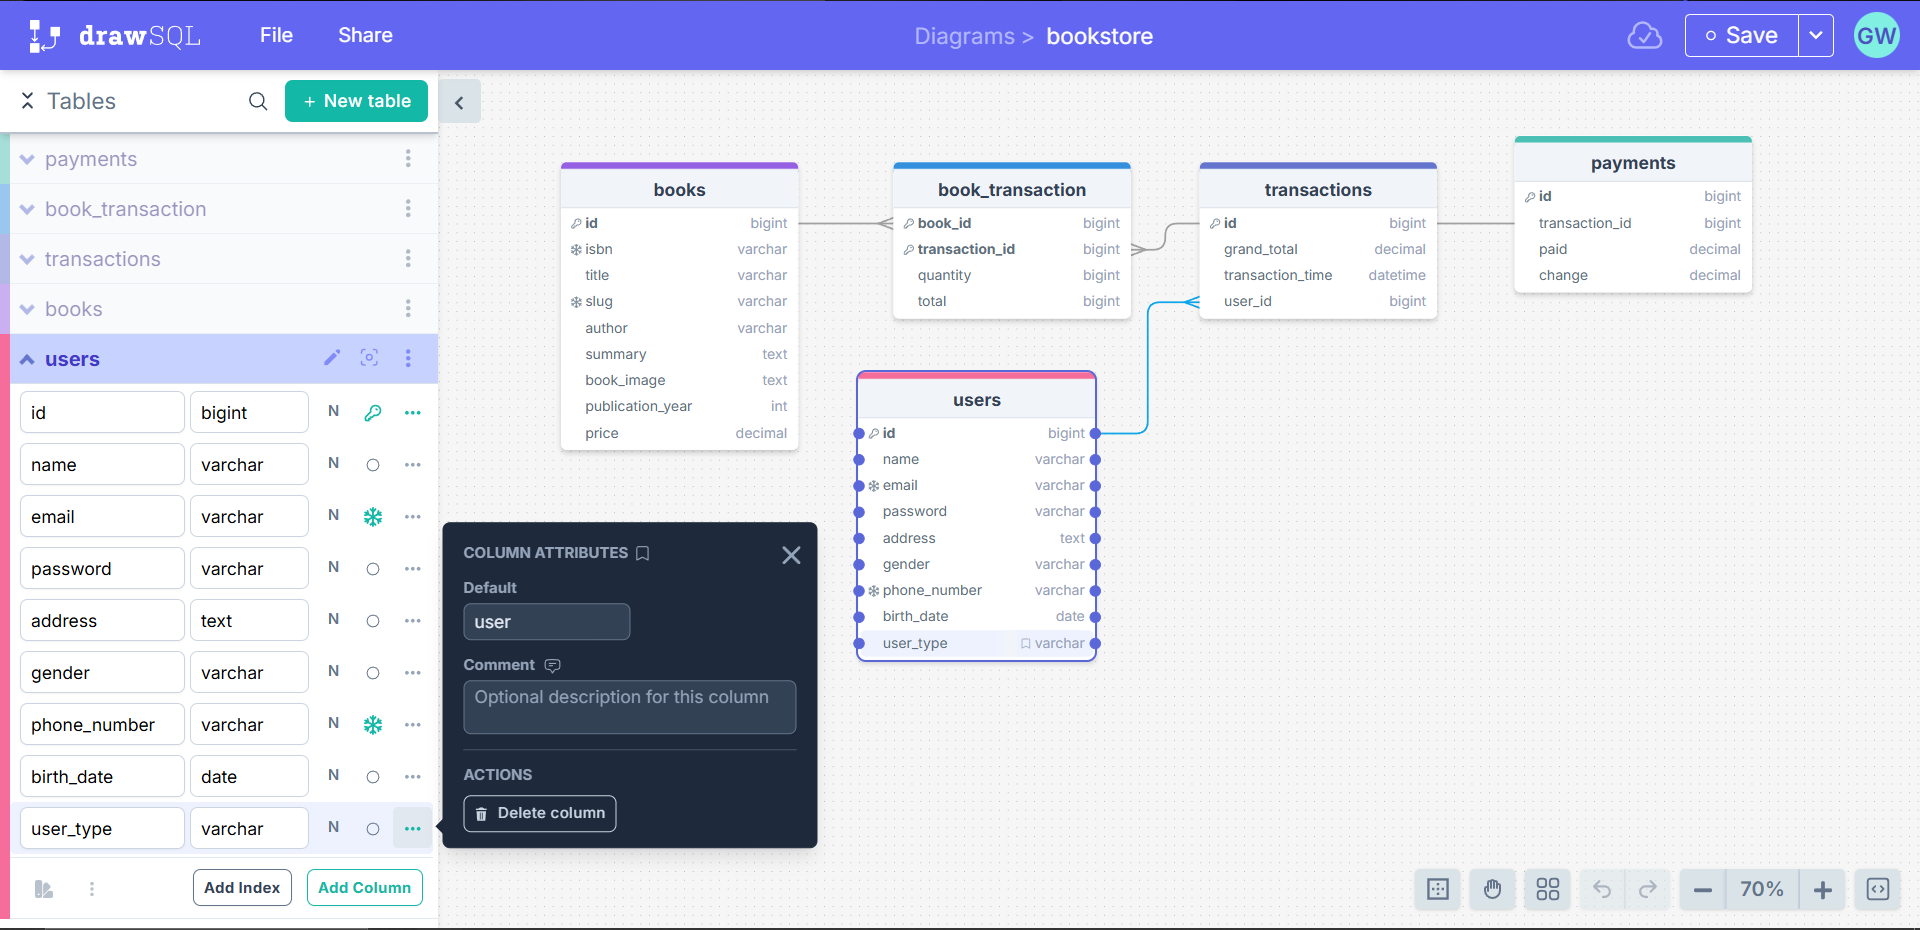 drawSQL
File
Share
Diagrams > bookstore
Save
GW
Tables
+ New table
payments
book_transaction
transactions
books
users
id bigint N
name varchar N
email varchar N
password varchar N
address text N
gender varchar N
phone_number varchar N
birth_date date N
user_type varchar N
Add Index
Add Column
COLUMN ATTRIBUTES
Default
user
Comment
Optional description for this column
ACTIONS
Delete column
books
id bigint
isbn varchar
title varchar
slug varchar
author varchar
summary text
book_image text
publication_year int
price decimal
book_transaction
book_id bigint
transaction_id bigint
quantity bigint
total bigint
transactions
id bigint
grand_total decimal
transaction_time datetime
user_id bigint
payments
id bigint
transaction_id bigint
paid decimal
change decimal
users
id bigint
name varchar
email varchar
password varchar
address text
gender varchar
phone_number varchar
birth_date date
user_type varchar
70%